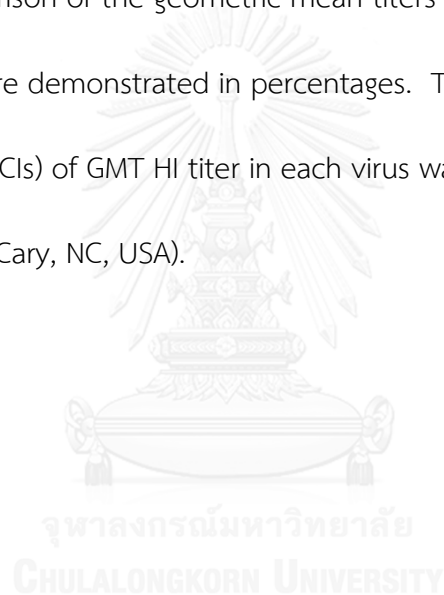 nson of the geometric mean titers
re demonstrated in percentages. T
CIs) of GMT HI titer in each virus wa
Cary, NC, USA).
จุฬาลงกรณ์มหาวิทยาลัย
CHULALONGKORN UNIVERSITY